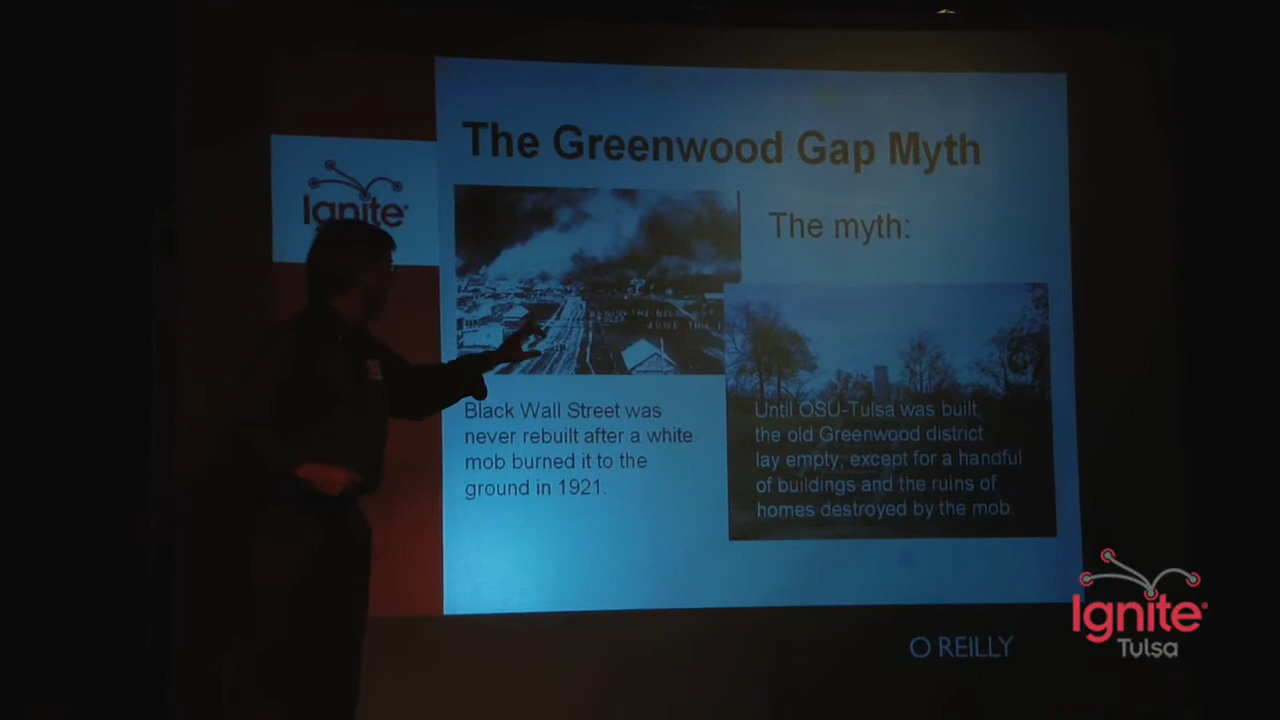 The Greenwood Gap Myth
Ignite
The myth:
Black Wall Street was
never rebuilt after a white
mob burned it to the
ground in 1921.
Until OSU-Tulsa was built,
the old Greenwood district
lay empty, except for a handful
of buildings and the ruins of
homes destroyed by the mob.
O REILLY
Ignite
Tulsa